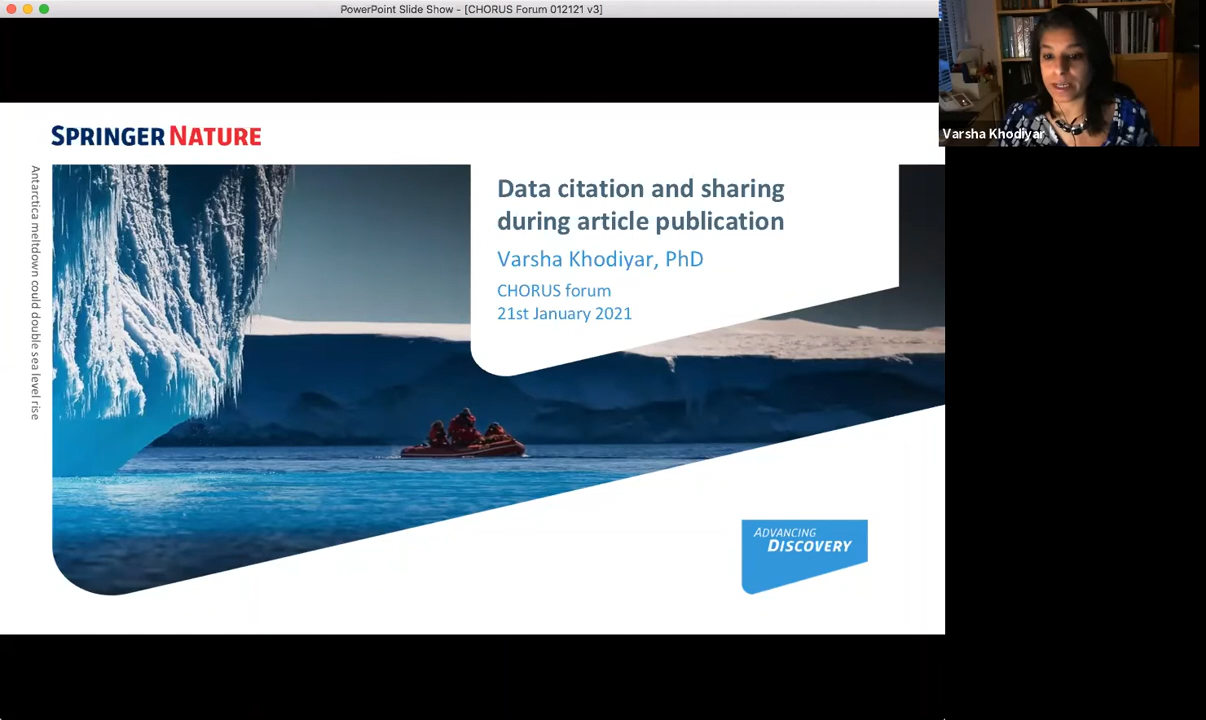 PowerPoint Slide Show - [CHORUS Forum 012121 v3]
Varsha Khodiyar
SPRINGER NATURE
Antarctica meltdown could double sea level rise
Data citation and sharing
during article publication
Varsha Khodiyar, PhD
CHORUS forum
21st January 2021
ADVANCING
DISCOVERY